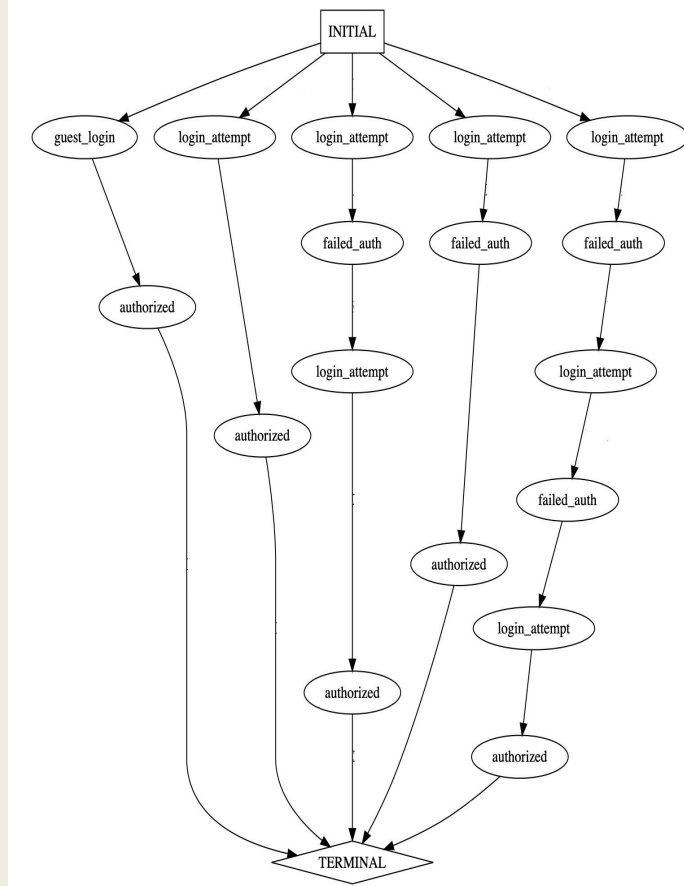 INITIAL
guest_login
login_attempt
login_attempt
login_attempt
login_attempt
failed_auth
failed_auth
failed_auth
authorized
login_attempt
login_attempt
authorized
failed_auth
authorized
login_attempt
authorized
authorized
TERMINAL